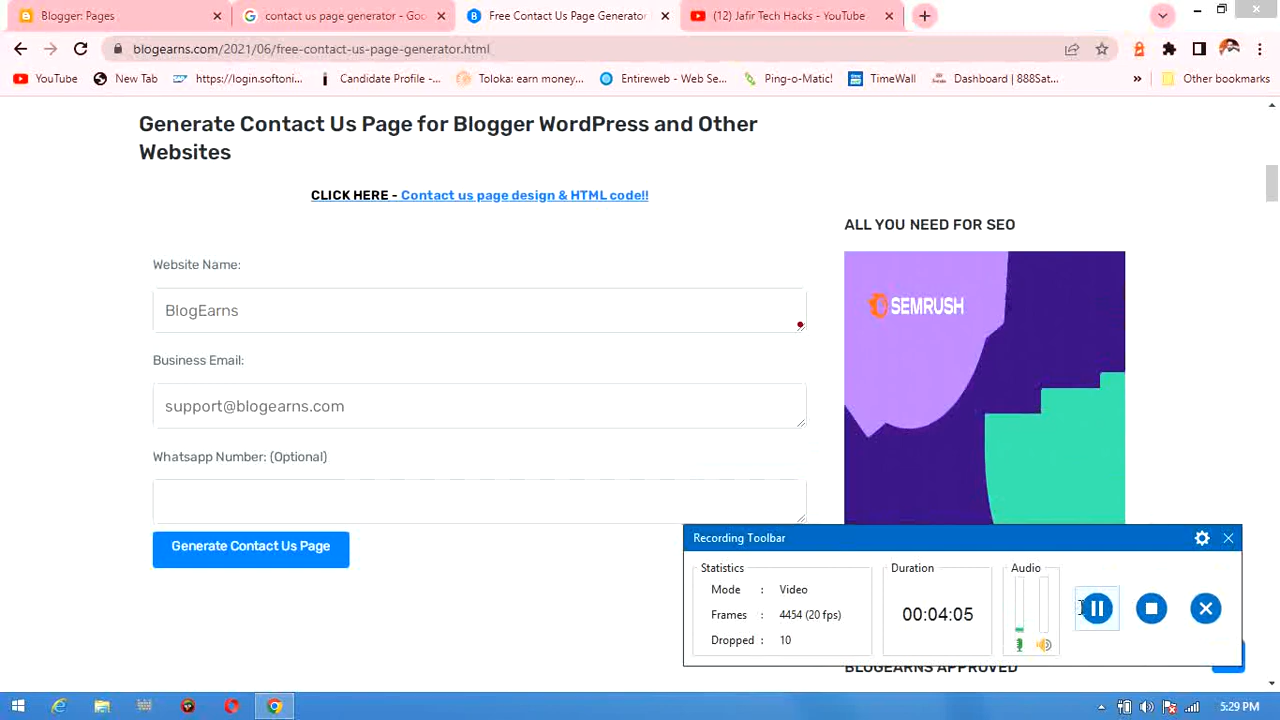 Blogger: Pages
contact us page generator - Goo
Free Contact Us Page Generator
(12) Jafir Tech Hacks - YouTube
blogearns.com/2021/06/free-contact-us-page-generator.html
YouTube
New Tab
https://login.softoni...
Candidate Profile -...
Toloka: earn money...
Entireweb - Web Se...
Ping-o-Matic!
TimeWall
Dashboard | 888Sat...
»
Other bookmarks
Generate Contact Us Page for Blogger WordPress and Other
Websites
CLICK HERE - Contact us page design & HTML code!!
ALL YOU NEED FOR SEO
Website Name:
BlogEarns
SEMRUSH
Business Email:
support@blogearns.com
Whatsapp Number: (Optional)
Generate Contact Us Page
Recording Toolbar
Statistics
Mode : Video
Frames : 4454 (20 fps)
Dropped : 10
Duration
00:04:05
Audio
BLOGEARNS APPROVED
5:29 PM